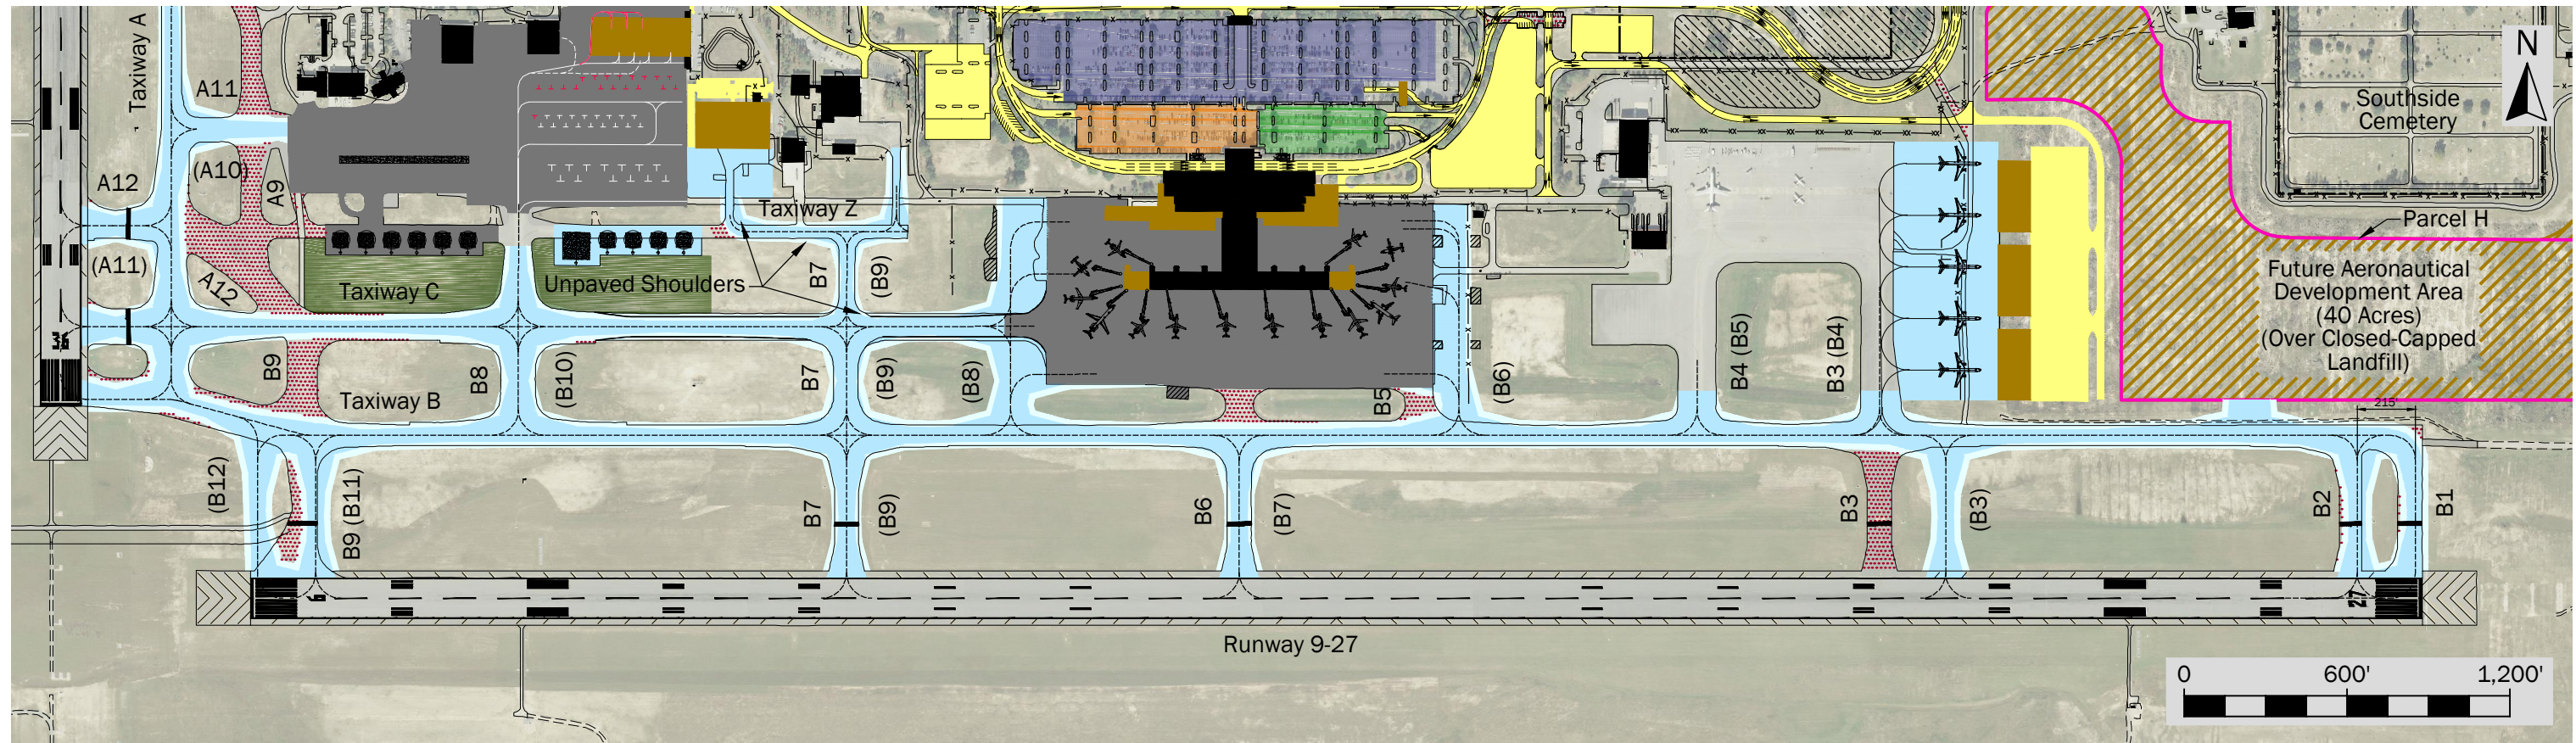 Taxiway A
A11
(A10)
A9
A12
(A11)
A12
Taxiway Z
Taxiway C
Unpaved Shoulders
B7
(B9)
N
Southside
Cemetery
Parcel H
Future Aeronautical
Development Area
(40 Acres)
(Over Closed-Capped
Landfill)
B9
B8
(B10)
B7
(B9)
(B8)
B5
(B6)
B4 (B5)
B3 (B4)
Taxiway B
215'
(B12)
B9 (B11)
B7
(B9)
B6
(B7)
B3
(B3)
B2
B1
9
27
Runway 9-27
0 600' 1,200'